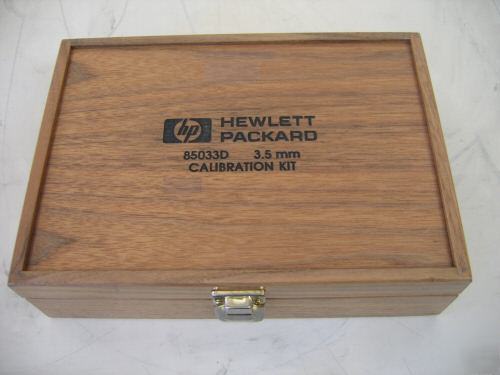 hp HEWLETT
PACKARD
85033D 3.5 mm
CALIBRATION KIT